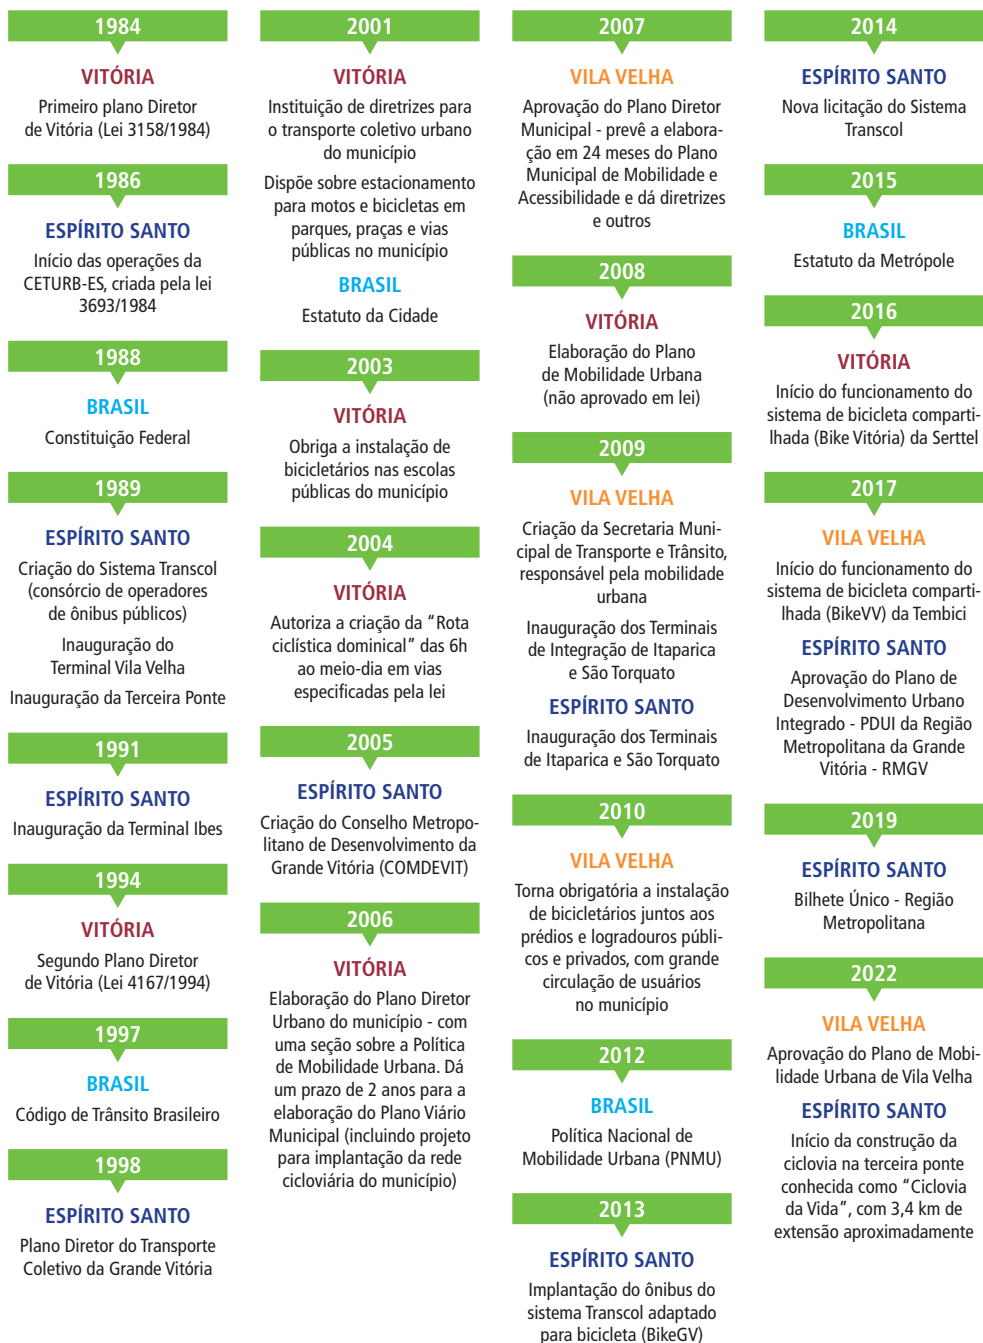 1984
VITÓRIA
Primeiro plano Diretor
de Vitória (Lei 3158/1984)
1986
ESPÍRITO SANTO
Início das operações da
CETURB-ES, criada pela lei
3693/1984
1988
BRASIL
Constituição Federal
1989
ESPÍRITO SANTO
Criação do Sistema Transcol
(consórcio de operadores
de ônibus públicos)
Inauguração do
Terminal Vila Velha
Inauguração da Terceira Ponte
1991
ESPÍRITO SANTO
Inauguração da Terminal Ibes
1994
VITÓRIA
Segundo Plano Diretor
de Vitória (Lei 4167/1994)
1997
BRASIL
Código de Trânsito Brasileiro
1998
ESPÍRITO SANTO
Plano Diretor do Transporte
Coletivo da Grande Vitória
2001
VITÓRIA
Instituição de diretrizes para
o transporte coletivo urbano
do município
Dispõe sobre estacionamento
para motos e bicicletas em
parques, praças e vias
públicas no município
BRASIL
Estatuto da Cidade
2003
VITÓRIA
Obriga a instalação de
bicicletários nas escolas
públicas do município
2004
VITÓRIA
Autoriza a criação da "Rota
ciclística dominical" das 6h
ao meio-dia em vias
especificadas pela lei
2005
ESPÍRITO SANTO
Criação do Conselho Metropo-
litano de Desenvolvimento da
Grande Vitória (COMDEVIT)
2006
VITÓRIA
Elaboração do Plano Diretor
Urbano do município - com
uma seção sobre a Política
de Mobilidade Urbana. Dá
um prazo de 2 anos para a
elaboração do Plano Viário
Municipal (incluindo projeto
para implantação da rede
cicloviária do município)
2007
VILA VELHA
Aprovação do Plano Diretor
Municipal - prevê a elabora-
ção em 24 meses do Plano
Municipal de Mobilidade e
Acessibilidade e dá diretrizes
e outros
2008
VITÓRIA
Elaboração do Plano
de Mobilidade Urbana
(não aprovado em lei)
2009
VILA VELHA
Criação da Secretaria Muni-
cipal de Transporte e Trânsito,
responsável pela mobilidade
urbana
Inauguração dos Terminais
de Integração de Itaparica
e São Torquato
ESPÍRITO SANTO
Inauguração dos Terminais
de Itaparica e São Torquato
2010
VILA VELHA
Torna obrigatória a instalação
de bicicletários juntos aos
prédios e logradouros públi-
cos e privados, com grande
circulação de usuários
no município
2012
BRASIL
Política Nacional de
Mobilidade Urbana (PNMU)
2013
ESPÍRITO SANTO
Implantação do ônibus do
sistema Transcol adaptado
para bicicleta (BikeGV)
2014
ESPÍRITO SANTO
Nova licitação do Sistema
Transcol
2015
BRASIL
Estatuto da Metrópole
2016
VITÓRIA
Início do funcionamento do
sistema de bicicleta comparti-
lhada (Bike Vitória) da Serttel
2017
VILA VELHA
Início do funcionamento do
sistema de bicicleta comparti-
lhada (BikeVV) da Tembici
ESPÍRITO SANTO
Aprovação do Plano de
Desenvolvimento Urbano
Integrado - PDUI da Região
Metropolitana da Grande
Vitória - RMGV
2019
ESPÍRITO SANTO
Bilhete Único - Região
Metropolitana
2022
VILA VELHA
Aprovação do Plano de Mobi-
lidade Urbana de Vila Velha
ESPÍRITO SANTO
Início da construção da
ciclovia na terceira ponte
conhecida como "Ciclovia
da Vida", com 3,4 km de
extensão aproximadamente